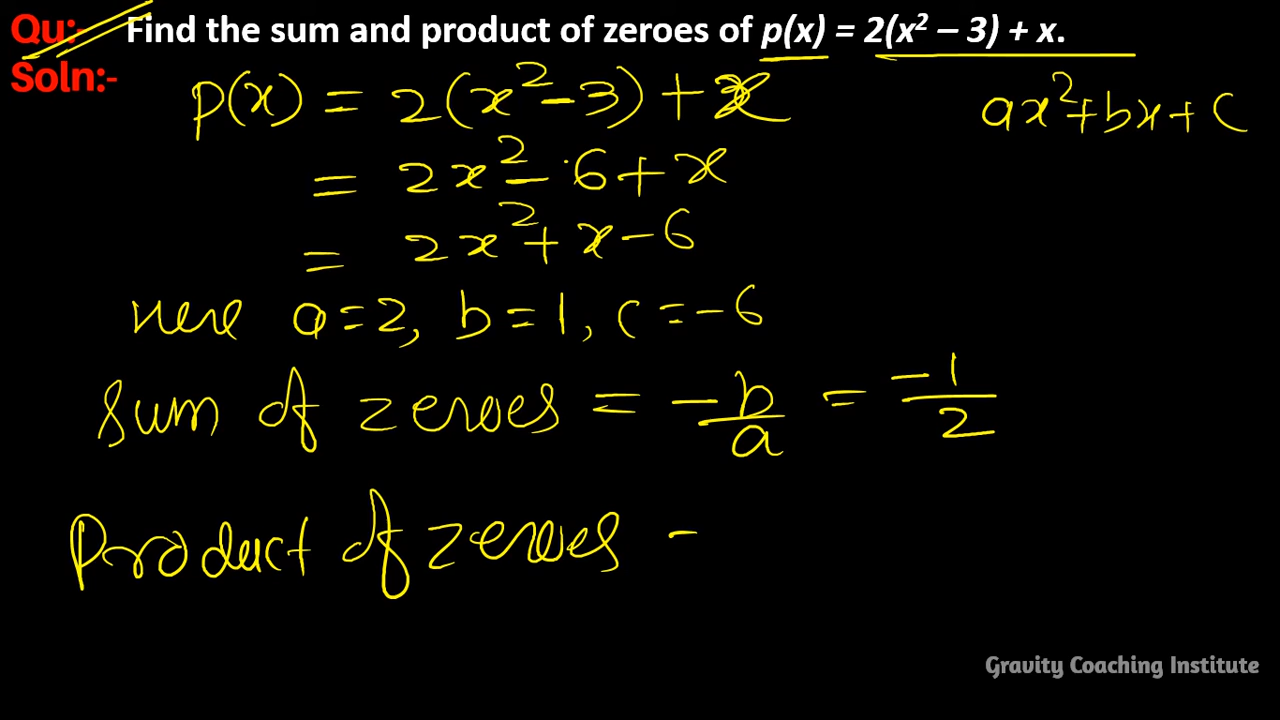 Qu:- Find the sum and product of zeroes of p(x) = 2(x² – 3) + x.
Soln:-
p(x) = 2(x²-3) + x
ax²+bx+c
= 2x² - 6 + x
= 2x² + x - 6
here a=2, b=1, c=-6
Sum of zeroes = -b/a = -1/2
Product of zeroes -
Gravity Coaching Institute